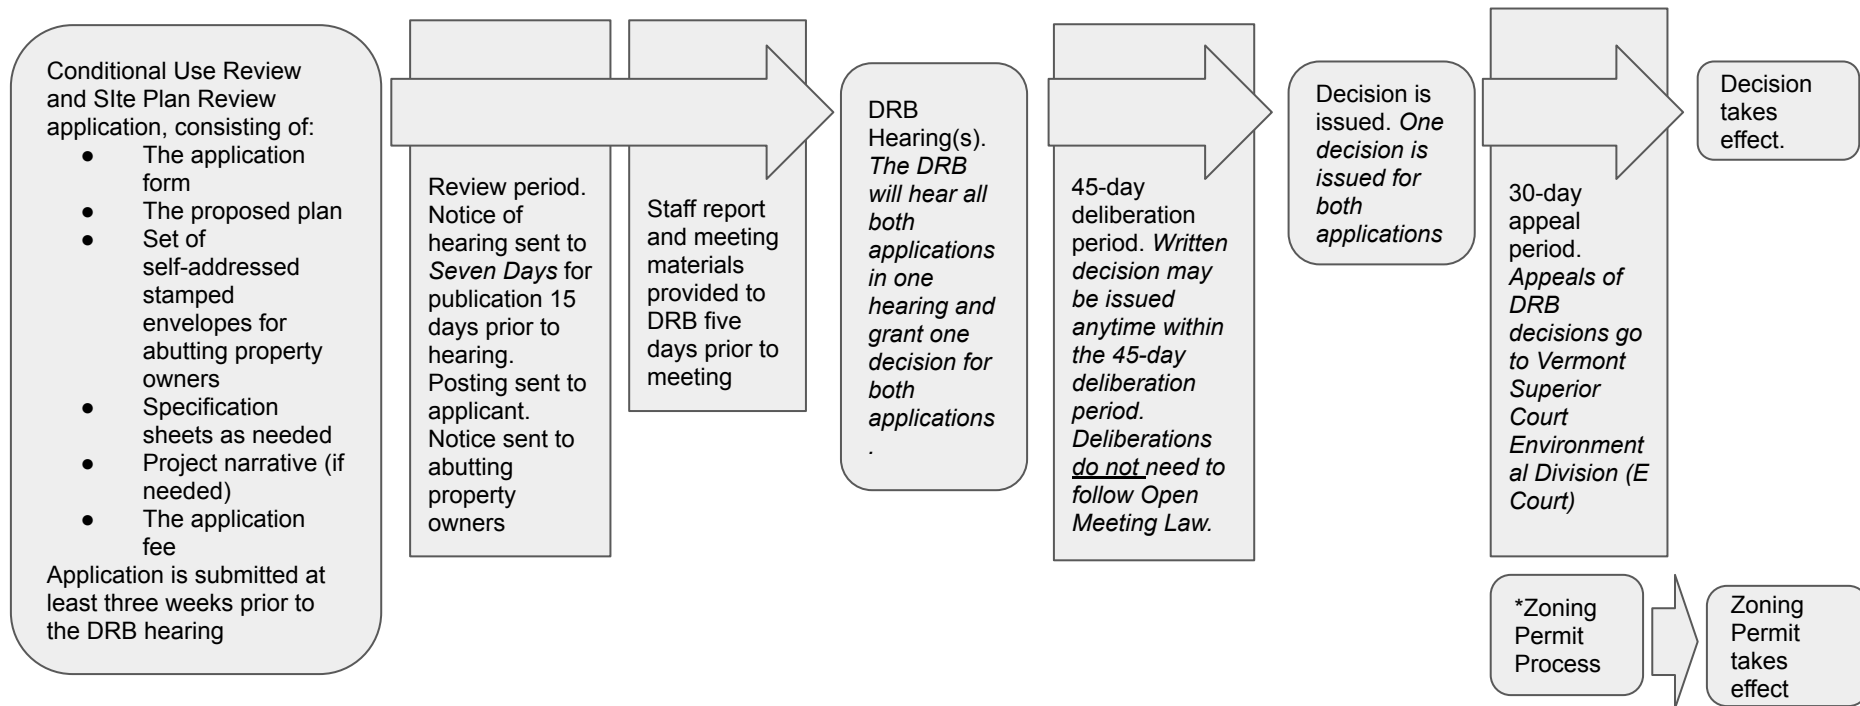 Conditional Use Review
and SIte Plan Review
application, consisting of:
● The application
form
● The proposed plan
● Set of
self-addressed
stamped
envelopes for
abutting property
owners
● Specification
sheets as needed
● Project narrative (if
needed)
● The application
fee
Application is submitted at
least three weeks prior to
the DRB hearing
Review period.
Notice of
hearing sent to
Seven Days for
publication 15
days prior to
hearing.
Posting sent to
applicant.
Notice sent to
abutting
property
owners
Staff report
and meeting
materials
provided to
DRB five
days prior to
meeting
DRB
Hearing(s).
The DRB
will hear all
both
applications
in one
hearing and
grant one
decision for
both
applications
.
45-day
deliberation
period. Written
decision may
be issued
anytime within
the 45-day
deliberation
period.
Deliberations
do not need to
follow Open
Meeting Law.
Decision is
issued. One
decision is
issued for
both
applications
30-day
appeal
period.
Appeals of
DRB
decisions go
to Vermont
Superior
Court
Environment
al Division (E
Court)
Decision
takes
effect.
*Zoning
Permit
Process
Zoning
Permit
takes
effect